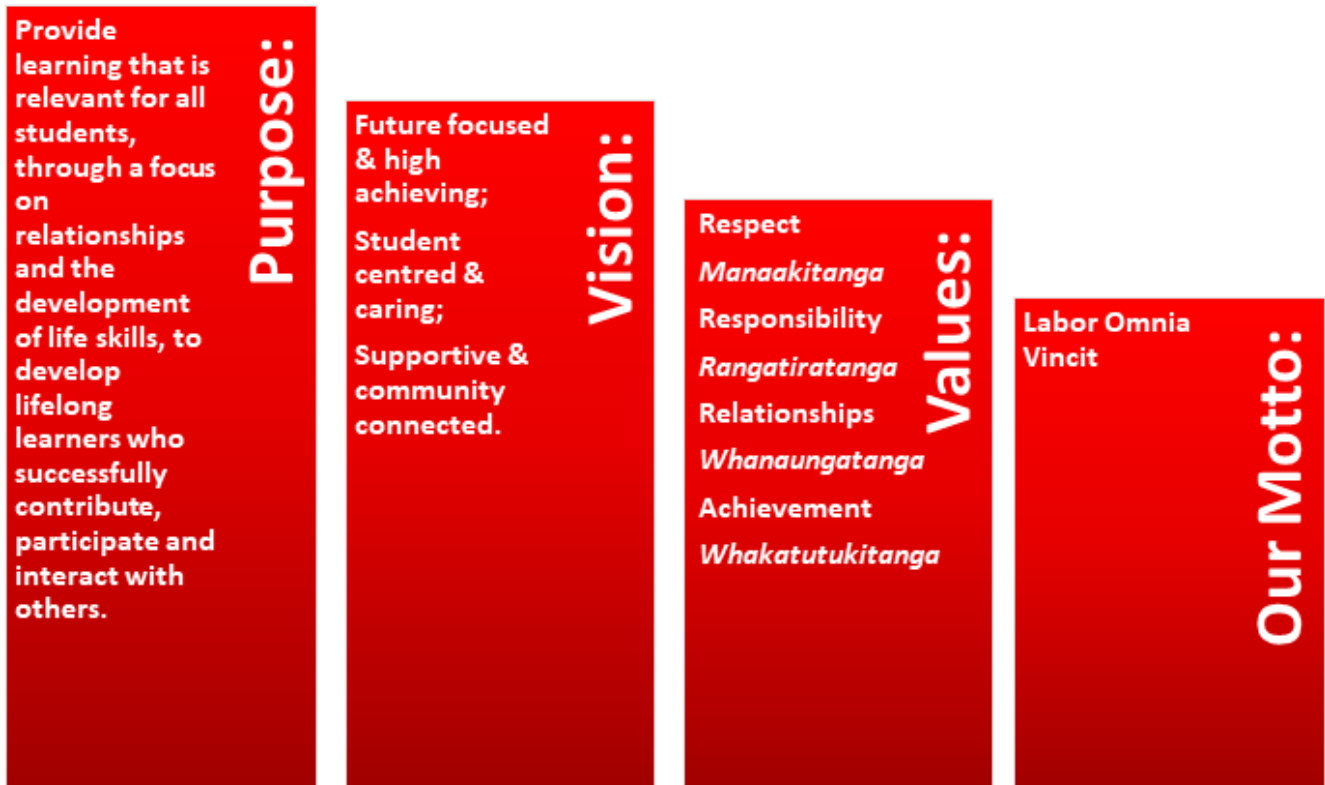 Purpose:
Provide
learning that is
relevant for all
students,
through a focus
on
relationships
and the
development
of life skills, to
develop
lifelong
learners who
successfully
contribute,
participate and
interact with
others.
Vision:
Future focused
& high
achieving;
Student
centred &
caring;
Supportive &
community
connected.
Values:
Respect
Manaakitanga
Responsibility
Rangatiratanga
Relationships
Whanaungatanga
Achievement
Whakatutukitanga
Our Motto:
Labor Omnia
Vincit